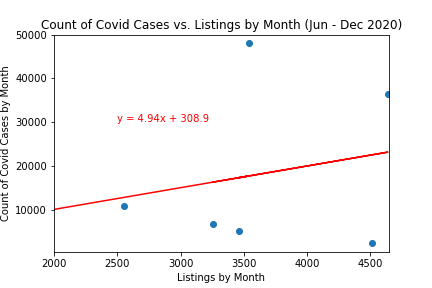 Count of Covid Cases vs. Listings by Month (Jun - Dec 2020)
Count of Covid Cases by Month
50000
40000
30000
20000
10000
y = 4.94x + 308.9
2000
2500
3000
3500
4000
4500
Listings by Month